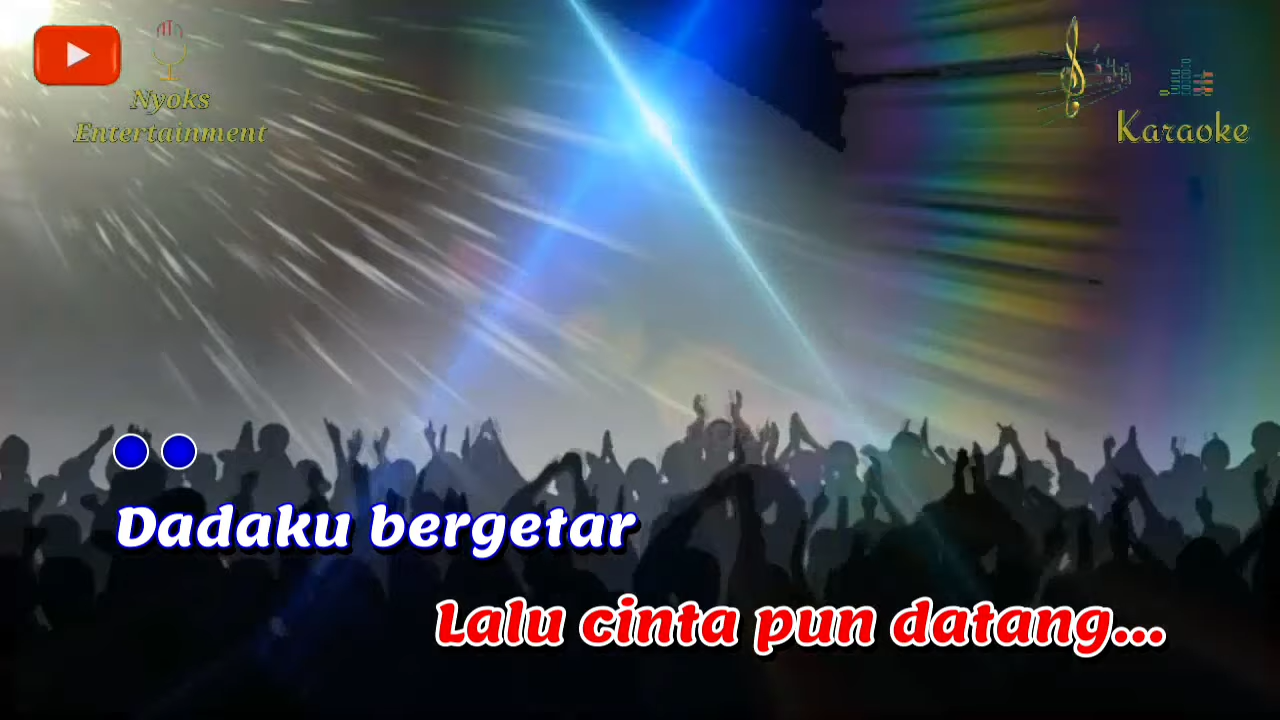 Nyoks
Entertainment
Karaoke
Dadaku bergetar
Lalu cinta pun datang...